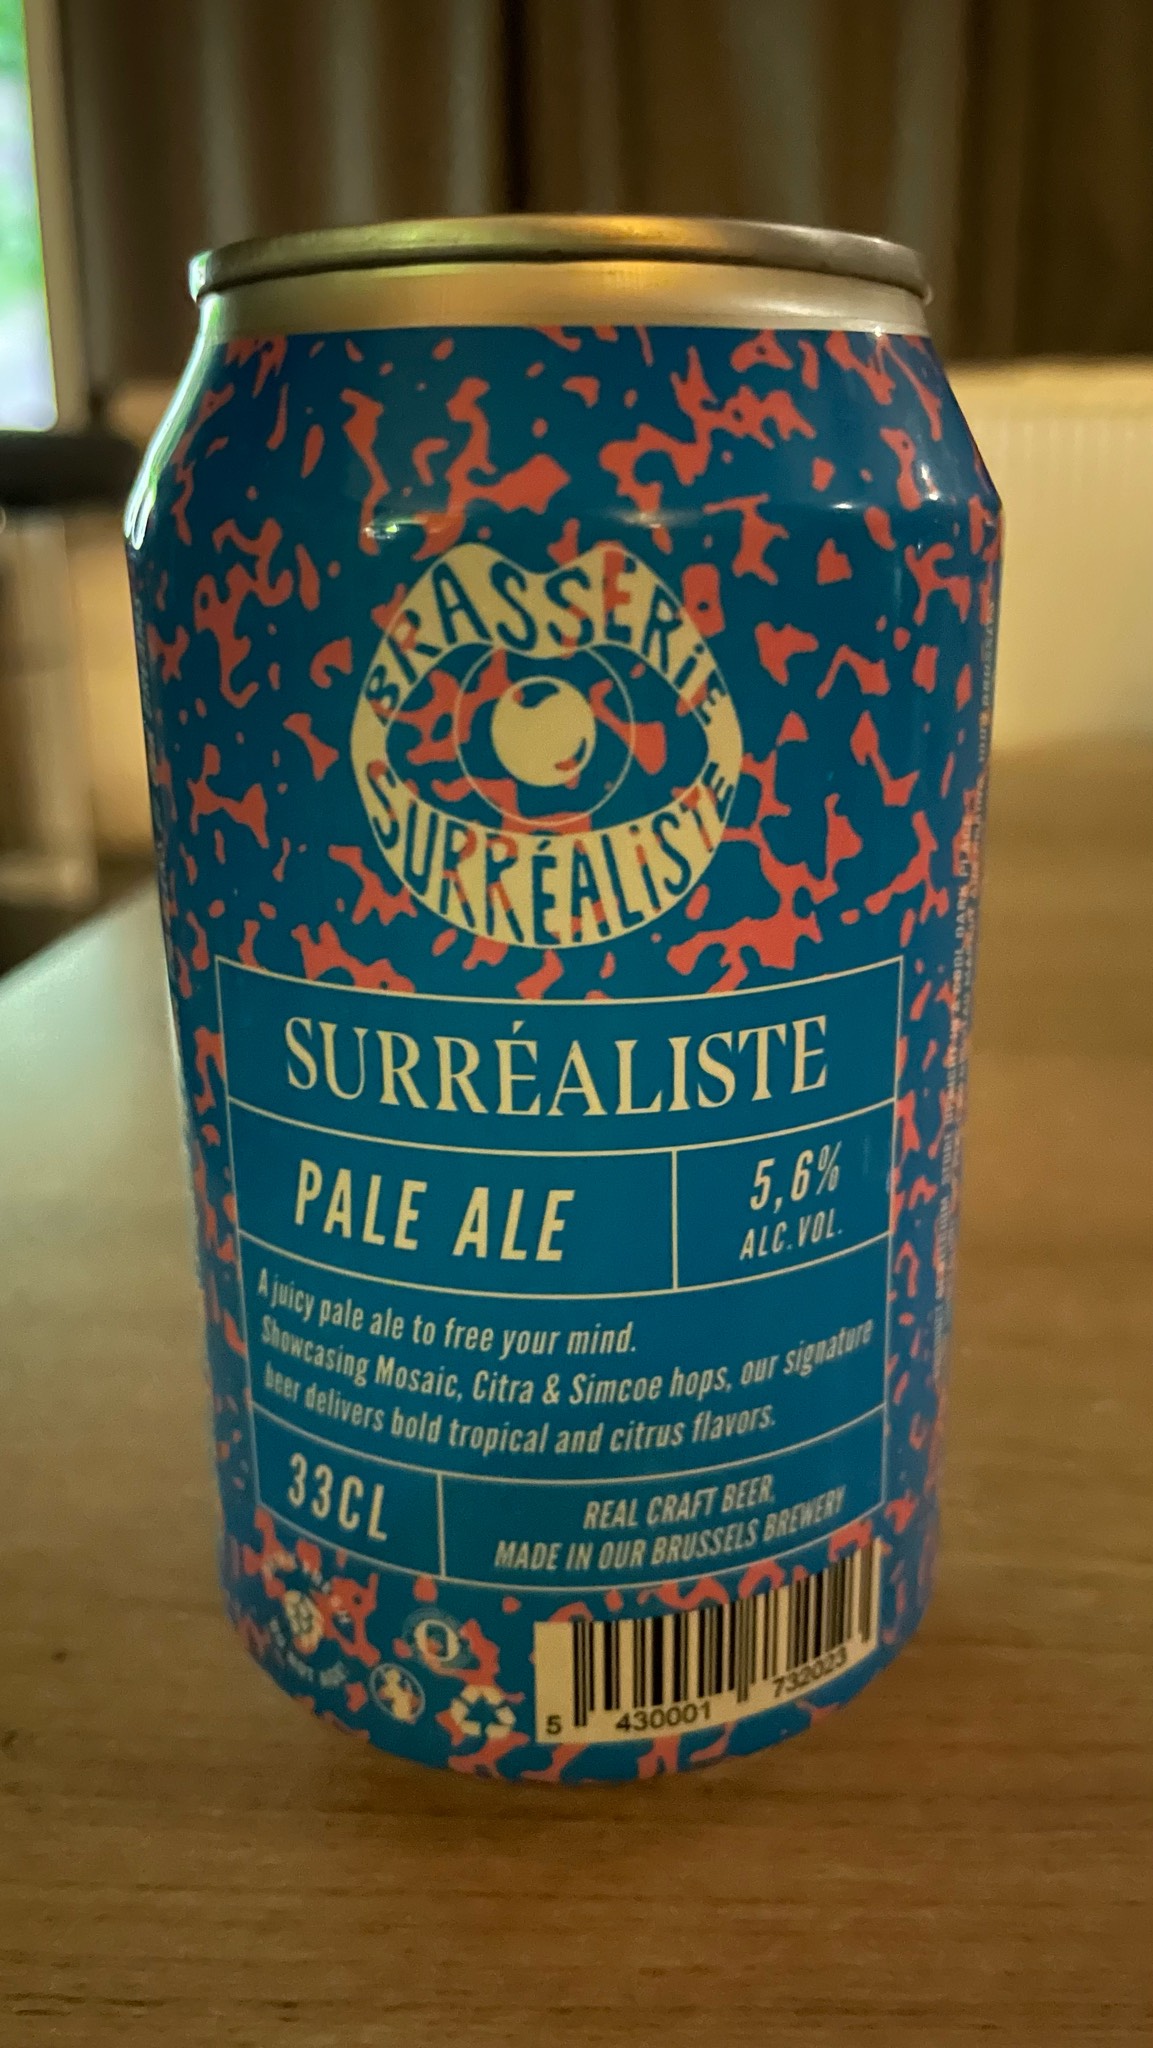 BRASSERiE
SURRÉALiSTE
SURRÉALISTE
PALE ALE
5,6%
ALC.VOL.
A juicy pale ale to free your mind.
Showcasing Mosaic, Citra & Simcoe hops, our signature
beer delivers bold tropical and citrus flavors.
33CL
REAL CRAFT BEER,
MADE IN OUR BRUSSELS BREWERY
5 430001 732023